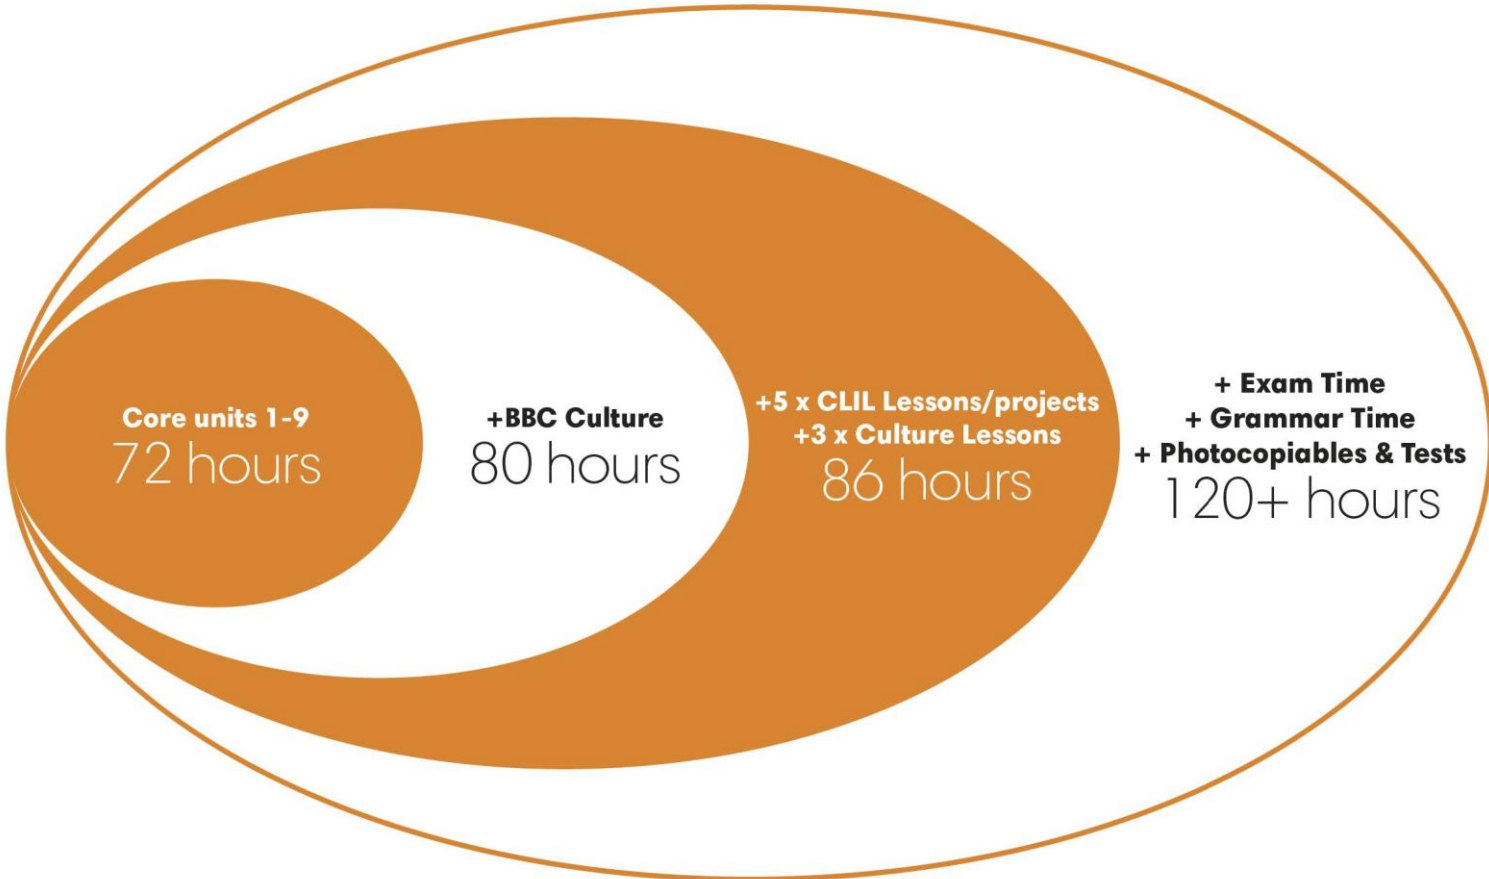 Core units 1-9
72 hours
+BBC Culture
80 hours
+5 x CLIL Lessons/projects
+3 x Culture Lessons
86 hours
+ Exam Time
+ Grammar Time
+ Photocopiables & Tests
120+ hours